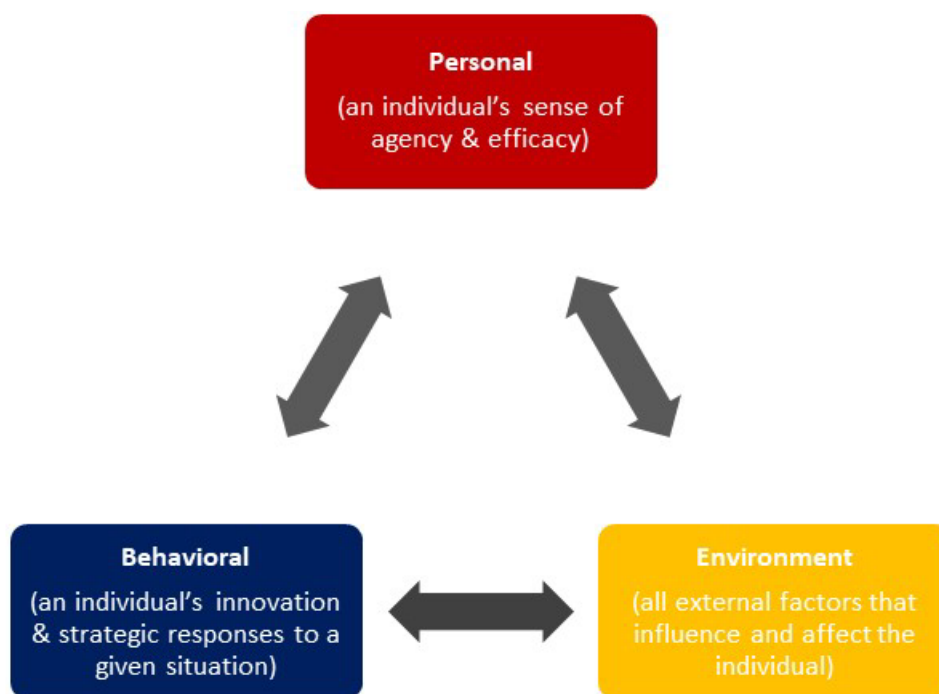 Personal
(an individual's sense of
agency & efficacy)
Behavioral
(an individual's innovation
& strategic responses to a
given situation)
Environment
(all external factors that
influence and affect the
individual)